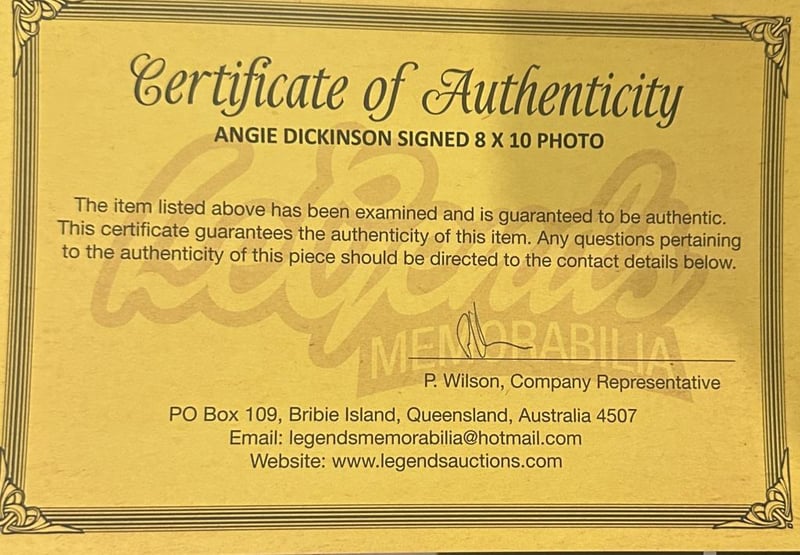 Certificate of Authenticity
ANGIE DICKINSON SIGNED 8 X 10 PHOTO
Legends
MEMORABILIA
The item listed above has been examined and is guaranteed to be authentic.
This certificate guarantees the authenticity of this item. Any questions pertaining
to the authenticity of this piece should be directed to the contact details below.
P. Wilson, Company Representative
PO Box 109, Bribie Island, Queensland, Australia 4507
Email: legendsmemorabilia@hotmail.com
Website: www.legendsauctions.com